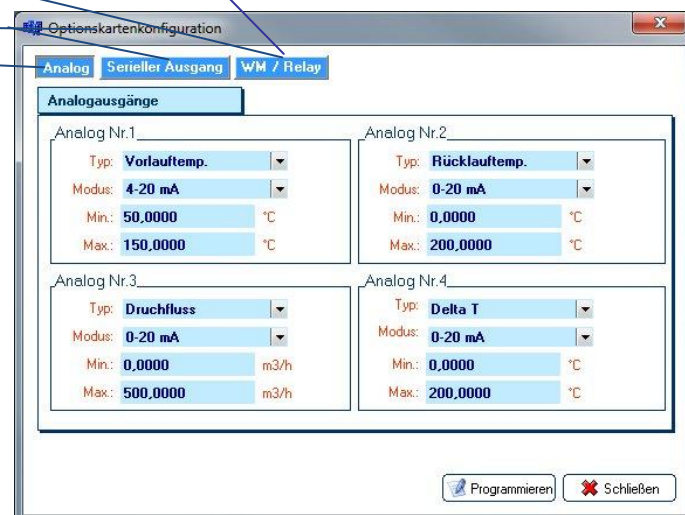 Optionskartenkonfiguration
Analog Serieller Ausgang WM / Relay
Analogausgänge
Analog Nr.1
Typ: Vorlauftemp.
Modus: 4-20 mA
Min.: 50,0000 °C
Max.: 150,0000 °C
Analog Nr.2
Typ: Rücklauftemp.
Modus: 0-20 mA
Min.: 0,0000 °C
Max.: 200,0000 °C
Analog Nr.3
Typ: Druchfluss
Modus: 0-20 mA
Min.: 0,0000 m3/h
Max.: 500,0000 m3/h
Analog Nr.4
Typ: Delta T
Modus: 0-20 mA
Min.: 0,0000 °C
Max.: 200,0000 °C
Programmieren Schließen